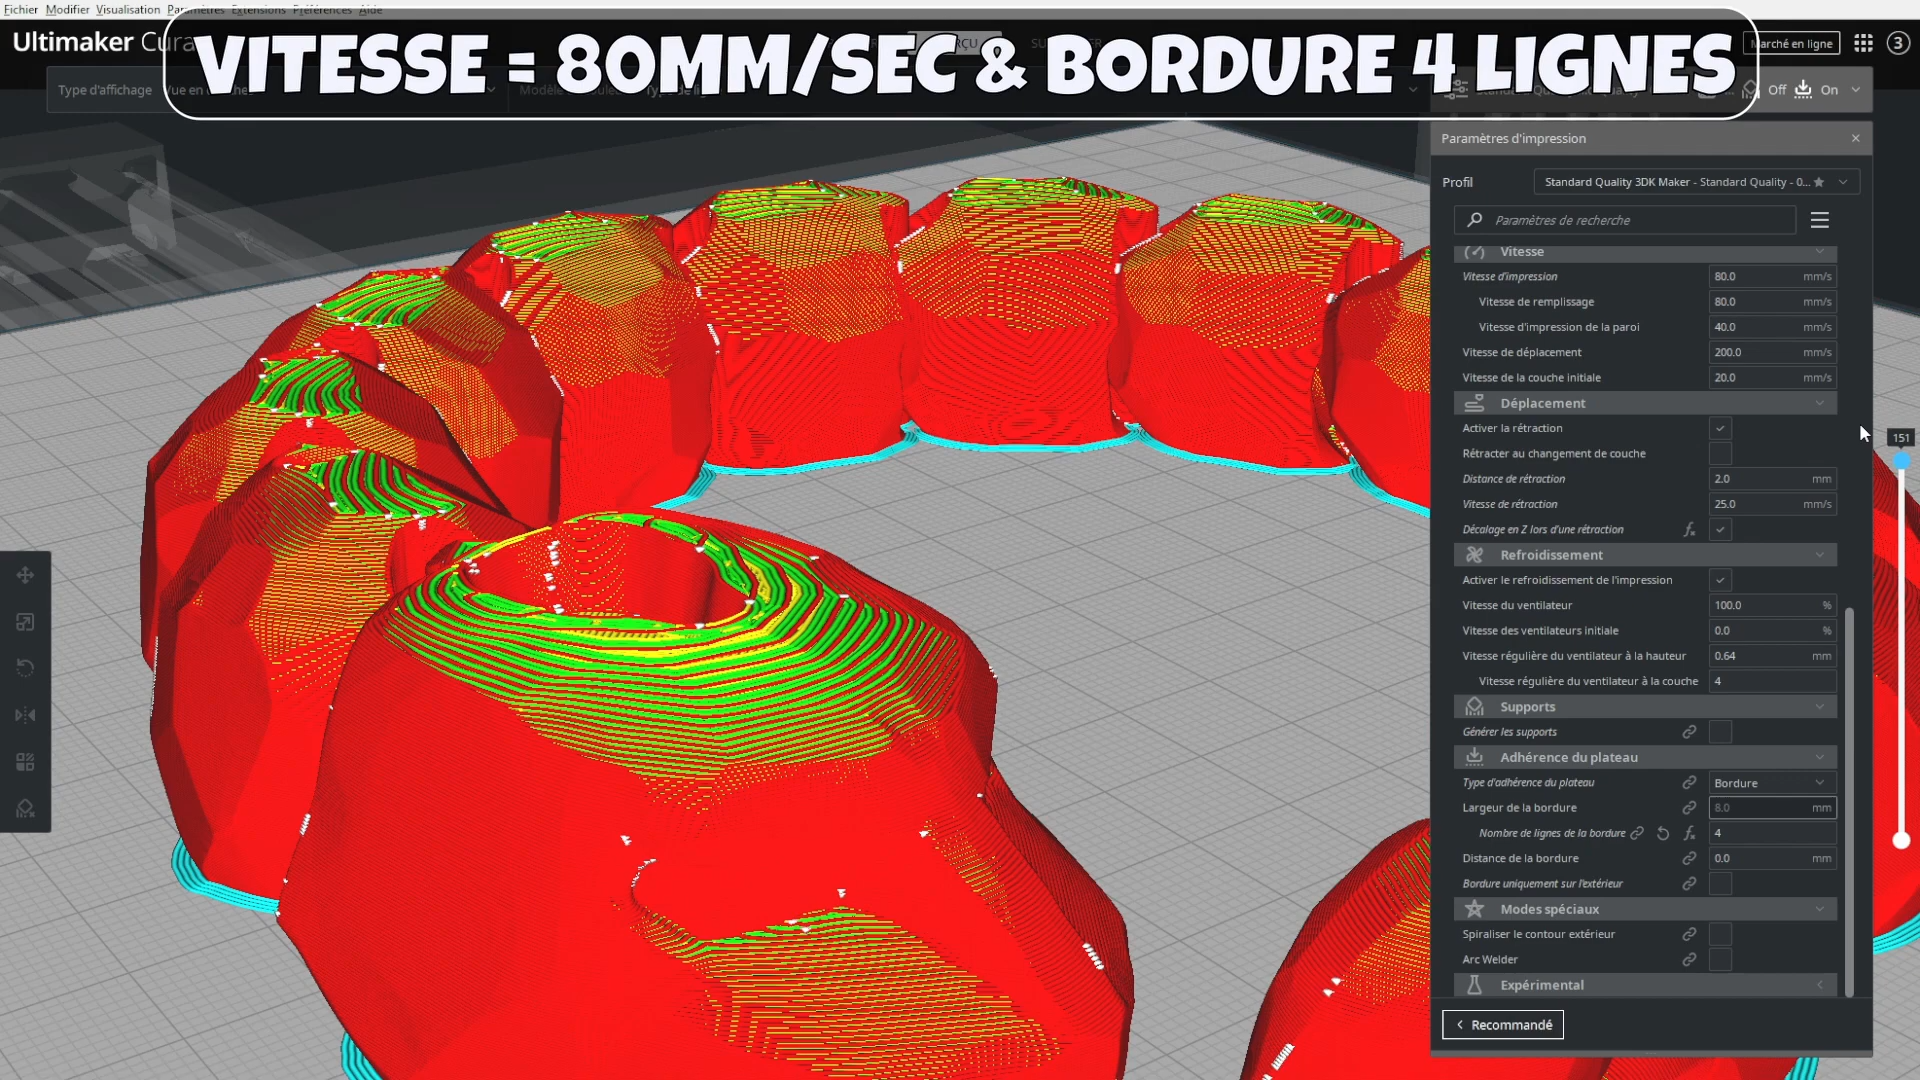 Fichier Modifier Visualisation Paramètres Extensions Préférences Aide
Ultimaker Cura
VITESSE = 80MM/SEC & BORDURE 4 LIGNES
Marché en ligne
3
Type d'affichage
Off
On
Paramètres d'impression
Profil
Standard Quality 3DK Maker - Standard Quality - 0...
Paramètres de recherche
Vitesse
Vitesse d'impression 80.0 mm/s
Vitesse de remplissage 80.0 mm/s
Vitesse d'impression de la paroi 40.0 mm/s
Vitesse de déplacement 200.0 mm/s
Vitesse de la couche initiale 20.0 mm/s
Déplacement
Activer la rétraction
Rétracter au changement de couche
Distance de rétraction 2.0 mm
Vitesse de rétraction 25.0 mm/s
Décalage en Z lors d'une rétraction
Refroidissement
Activer le refroidissement de l'impression
Vitesse du ventilateur 100.0 %
Vitesse des ventilateurs initiale 0.0 %
Vitesse régulière du ventilateur à la hauteur 0.64 mm
Vitesse régulière du ventilateur à la couche 4
Supports
Générer les supports
Adhérence du plateau
Type d'adhérence du plateau Bordure
Largeur de la bordure 8.0 mm
Nombre de lignes de la bordure 4
Distance de la bordure 0.0 mm
Bordure uniquement sur l'extérieur
Modes spéciaux
Spiraliser le contour extérieur
Arc Welder
Expérimental
Recommandé
151